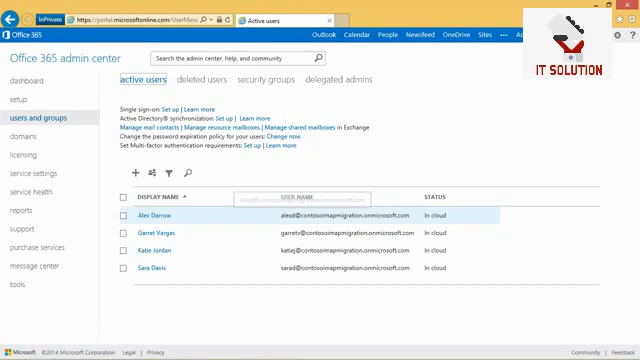 InPrivate https://portal.microsoftonline.com/UserMan Active users
Office 365 Outlook Calendar People Newsfeed OneDrive Sites
IT SOLUTION
Office 365 admin center Search the admin center, help, and community
dashboard
setup
users and groups
domains
licensing
service settings
service health
reports
support
purchase services
message center
tools
active users deleted users security groups delegated admins
Single sign-on: Set up | Learn more
Active Directory® synchronization: Set up | Learn more
Manage mail contacts | Manage resource mailboxes | Manage shared mailboxes in Exchange
Change the password expiration policy for your users: Change now
Set Multi-factor authentication requirements: Set up | Learn more
DISPLAY NAME USER NAME STATUS
Alex Darrow alexd@contosoimapmigration.onmicrosoft.com In cloud
Garret Vargas garretv@contosoimapmigration.onmicrosoft.com In cloud
Katie Jordan katiej@contosoimapmigration.onmicrosoft.com In cloud
Sara Davis sarad@contosoimapmigration.onmicrosoft.com In cloud
Microsoft ©2014 Microsoft Corporation Legal | Privacy Community | Feedback